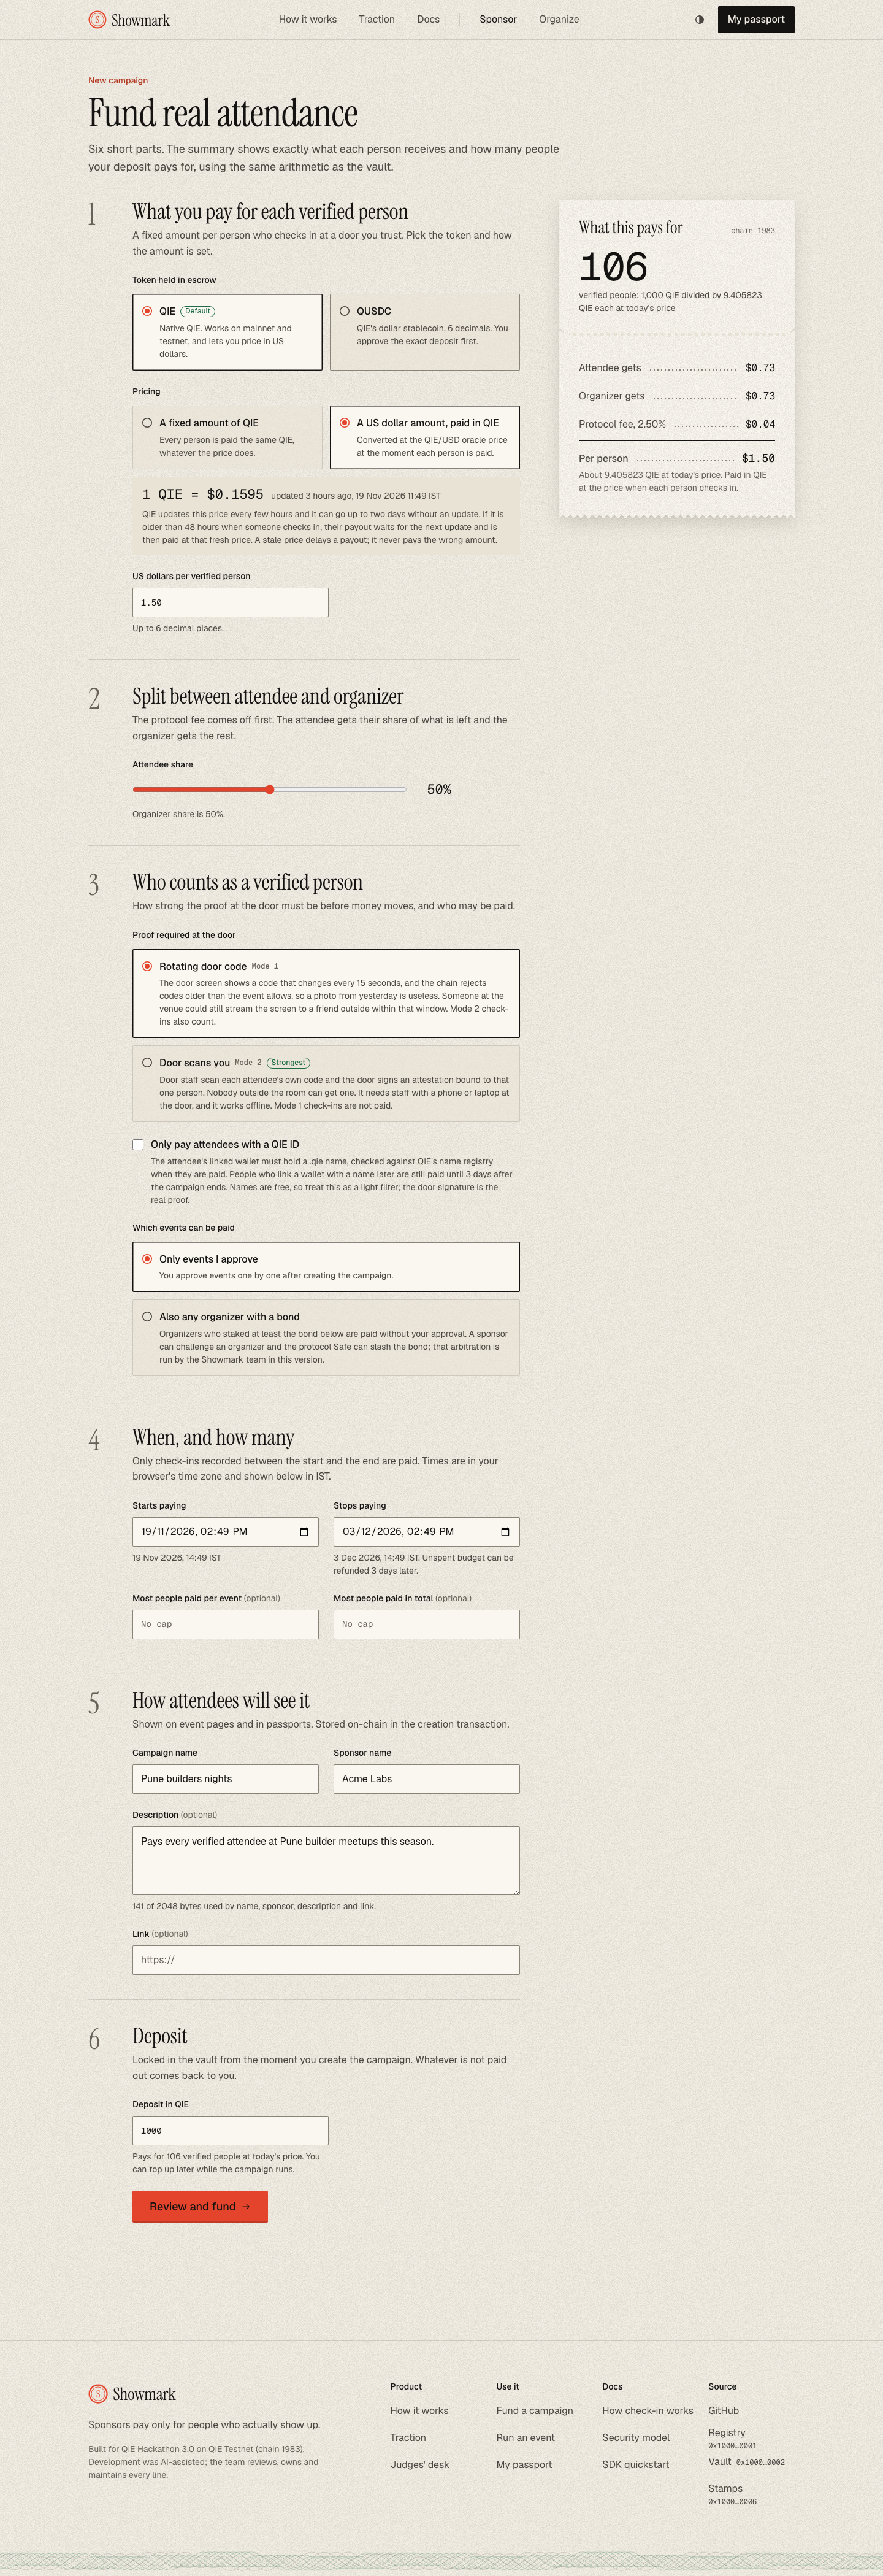 S Showmark
How it works
Traction
Docs
Sponsor
Organize
My passport
New campaign
Fund real attendance
Six short parts. The summary shows exactly what each person receives and how many people
your deposit pays for, using the same arithmetic as the vault.
1
What you pay for each verified person
A fixed amount per person who checks in at a door you trust. Pick the token and how
the amount is set.
Token held in escrow
QIE Default
Native QIE. Works on mainnet and
testnet, and lets you price in US
dollars.
QUSDC
QIE's dollar stablecoin, 6 decimals. You
approve the exact deposit first.
Pricing
A fixed amount of QIE
Every person is paid the same QIE,
whatever the price does.
A US dollar amount, paid in QIE
Converted at the QIE/USD oracle price
at the moment each person is paid.
1 QIE = $0.1595 updated 3 hours ago, 19 Nov 2026 11:49 IST
QIE updates this price every few hours and it can go up to two days without an update. If it is
older than 48 hours when someone checks in, their payout waits for the next update and is
then paid at that fresh price. A stale price delays a payout; it never pays the wrong amount.
US dollars per verified person
1.50
Up to 6 decimal places.
What this pays for
chain 1983
106
verified people: 1,000 QIE divided by 9.405823
QIE each at today's price
Attendee gets $0.73
Organizer gets $0.73
Protocol fee, 2.50% $0.04
Per person $1.50
About 9.405823 QIE at today's price. Paid in QIE
at the price when each person checks in.
2
Split between attendee and organizer
The protocol fee comes off first. The attendee gets their share of what is left and the
organizer gets the rest.
Attendee share
50%
Organizer share is 50%.
3
Who counts as a verified person
How strong the proof at the door must be before money moves, and who may be paid.
Proof required at the door
Rotating door code Mode 1
The door screen shows a code that changes every 15 seconds, and the chain rejects
codes older than the event allows, so a photo from yesterday is useless. Someone at the
venue could still stream the screen to a friend outside within that window. Mode 2 check-
ins also count.
Door scans you Mode 2 Strongest
Door staff scan each attendee's own code and the door signs an attestation bound to that
one person. Nobody outside the room can get one. It needs staff with a phone or laptop at
the door, and it works offline. Mode 1 check-ins are not paid.
Only pay attendees with a QIE ID
The attendee's linked wallet must hold a .qie name, checked against QIE's name registry
when they are paid. People who link a wallet with a name later are still paid until 3 days after
the campaign ends. Names are free, so treat this as a light filter; the door signature is the
real proof.
Which events can be paid
Only events I approve
You approve events one by one after creating the campaign.
Also any organizer with a bond
Organizers who staked at least the bond below are paid without your approval. A sponsor
can challenge an organizer and the protocol Safe can slash the bond; that arbitration is
run by the Showmark team in this version.
4
When, and how many
Only check-ins recorded between the start and the end are paid. Times are in your
browser's time zone and shown below in IST.
Starts paying
19/11/2026, 02:49 PM
19 Nov 2026, 14:49 IST
Stops paying
03/12/2026, 02:49 PM
3 Dec 2026, 14:49 IST. Unspent budget can be
refunded 3 days later.
Most people paid per event (optional)
No cap
Most people paid in total (optional)
No cap
5
How attendees will see it
Shown on event pages and in passports. Stored on-chain in the creation transaction.
Campaign name
Pune builders nights
Sponsor name
Acme Labs
Description (optional)
Pays every verified attendee at Pune builder meetups this season.
141 of 2048 bytes used by name, sponsor, description and link.
Link (optional)
https://
6
Deposit
Locked in the vault from the moment you create the campaign. Whatever is not paid
out comes back to you.
Deposit in QIE
1000
Pays for 106 verified people at today's price. You
can top up later while the campaign runs.
Review and fund →
S Showmark
Sponsors pay only for people who actually show up.
Built for QIE Hackathon 3.0 on QIE Testnet (chain 1983).
Development was AI-assisted; the team reviews, owns and
maintains every line.
Product
How it works
Traction
Judges' desk
Use it
Fund a campaign
Run an event
My passport
Docs
How check-in works
Security model
SDK quickstart
Source
GitHub
Registry
0x1000…0001
Vault 0x1000…0002
Stamps
0x1000…0006